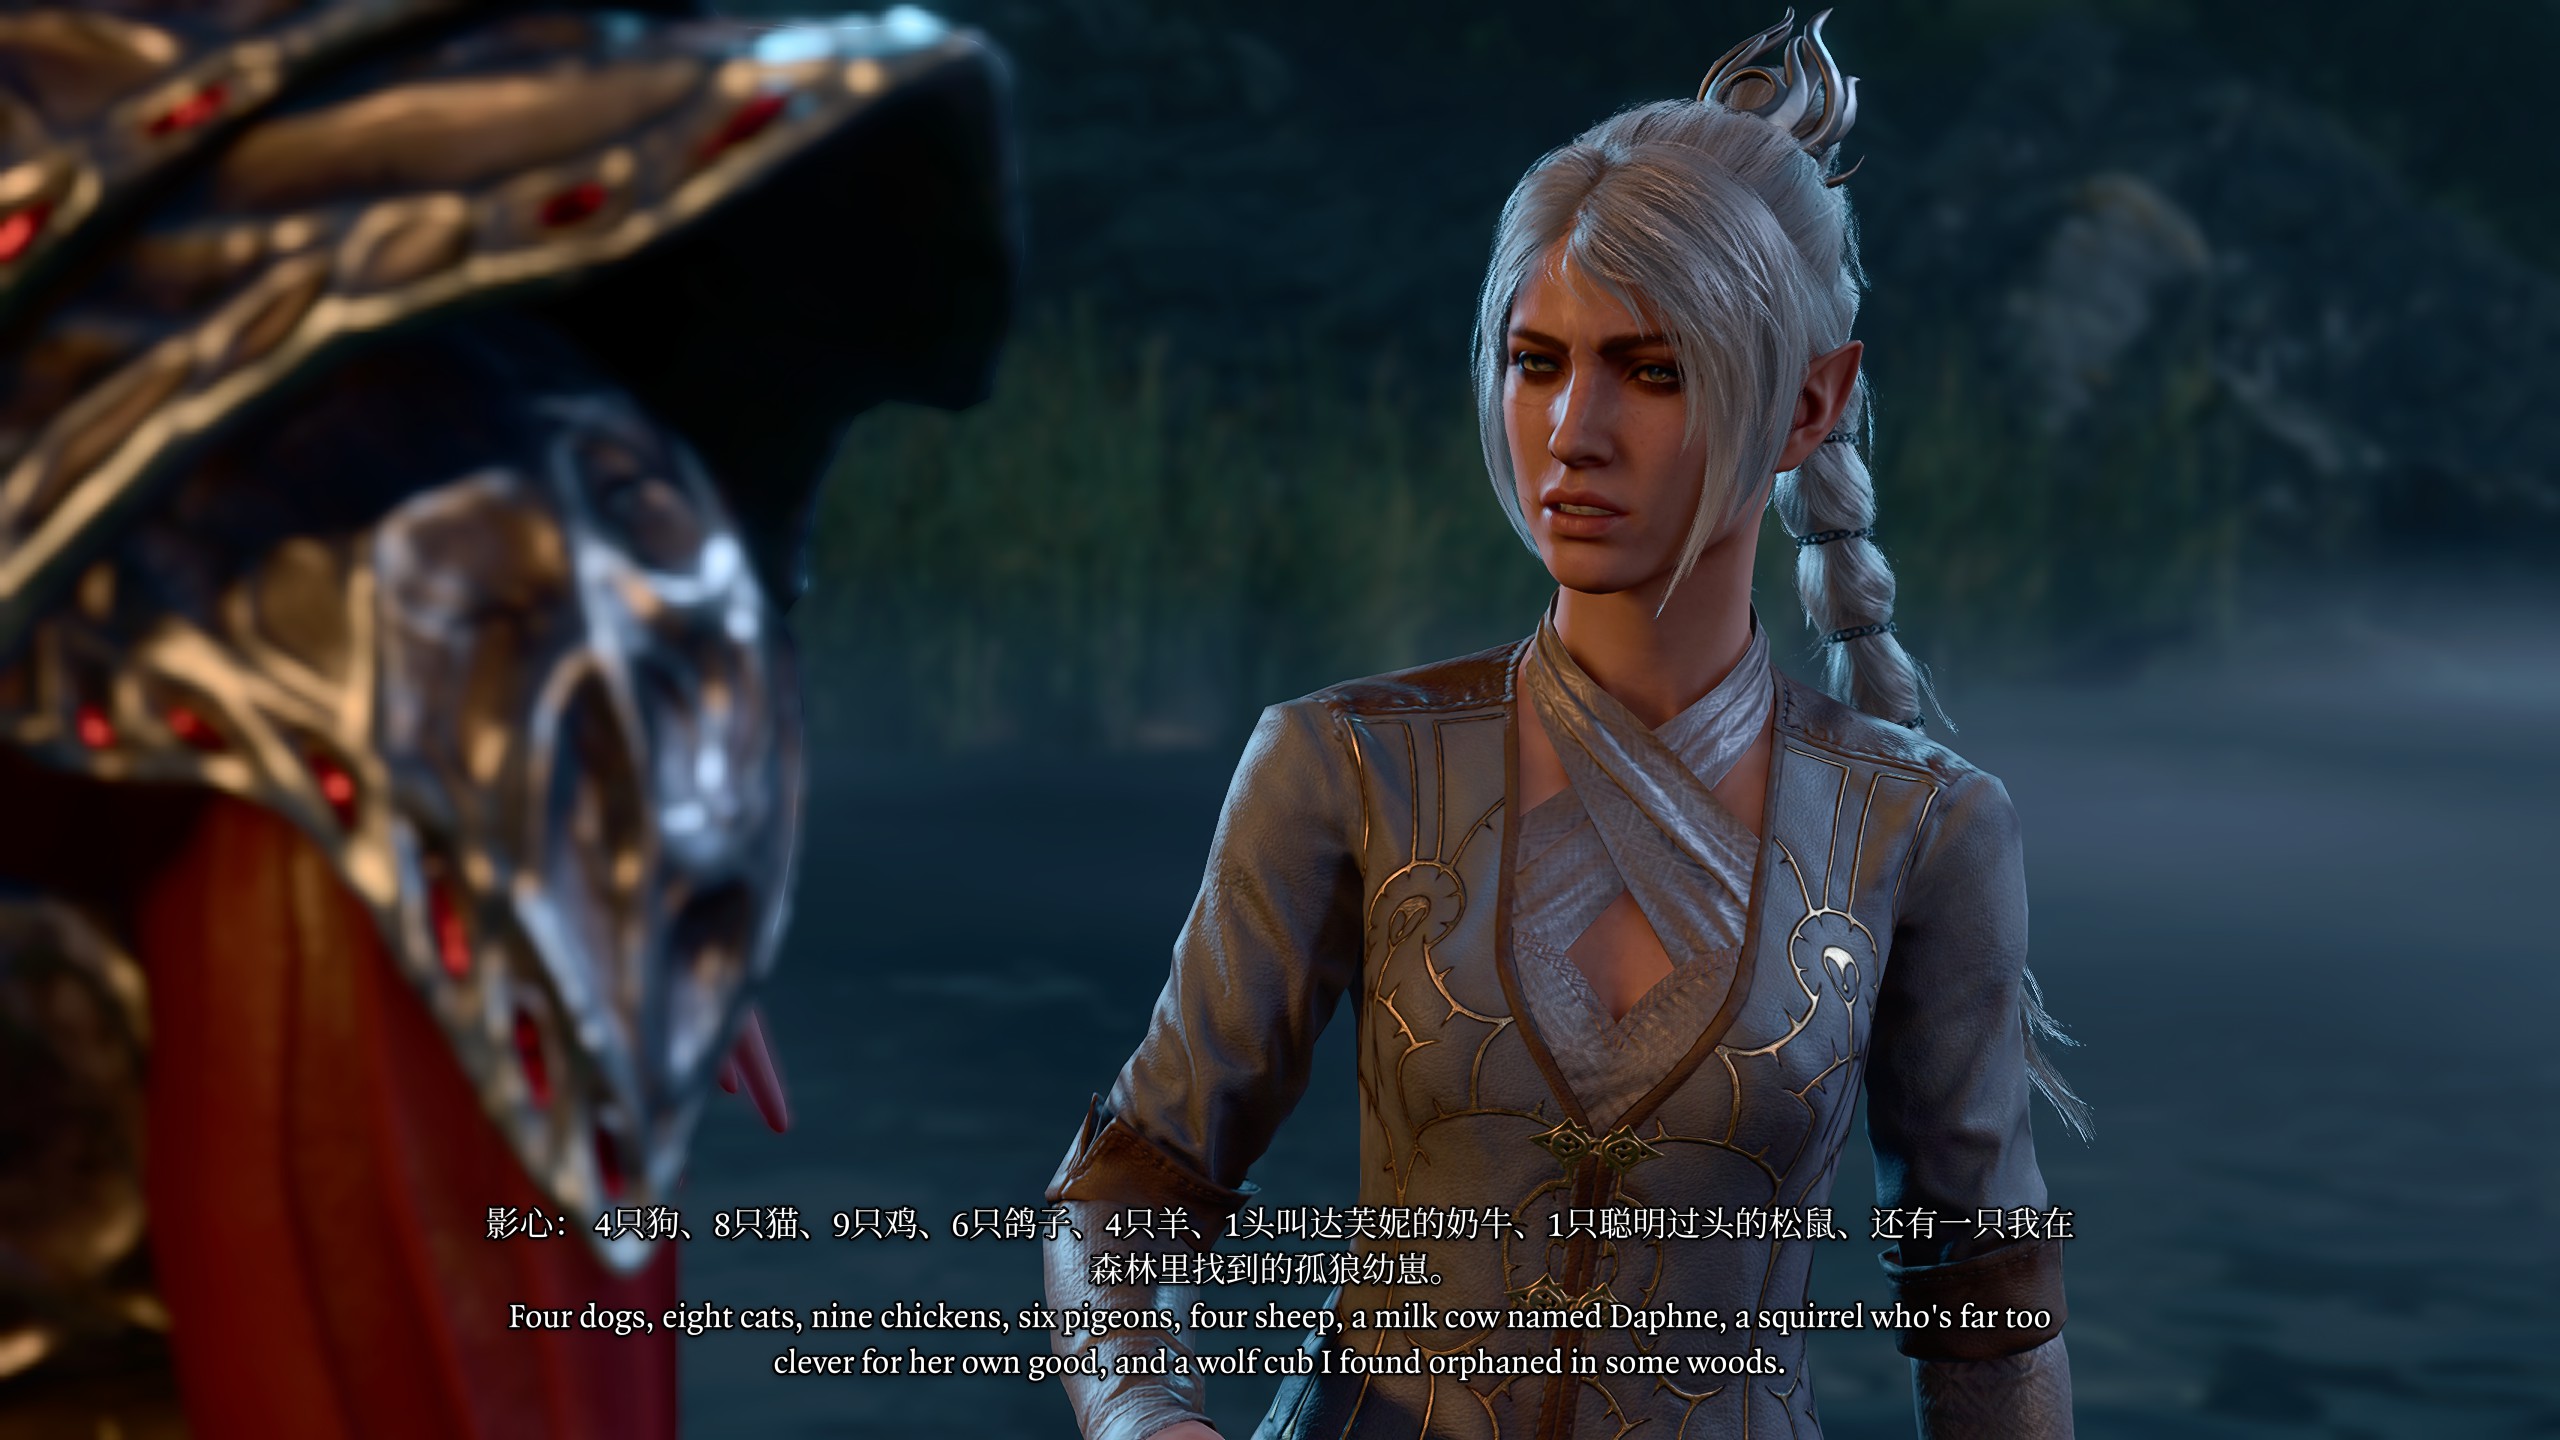 影心： 4只狗、8只猫、9只鸡、6只鸽子、4只羊、1头叫达芙妮的奶牛、1只聪明过头的松鼠、还有一只我在
森林里找到的孤狼幼崽。
Four dogs, eight cats, nine chickens, six pigeons, four sheep, a milk cow named Daphne, a squirrel who's far too
clever for her own good, and a wolf cub I found orphaned in some woods.